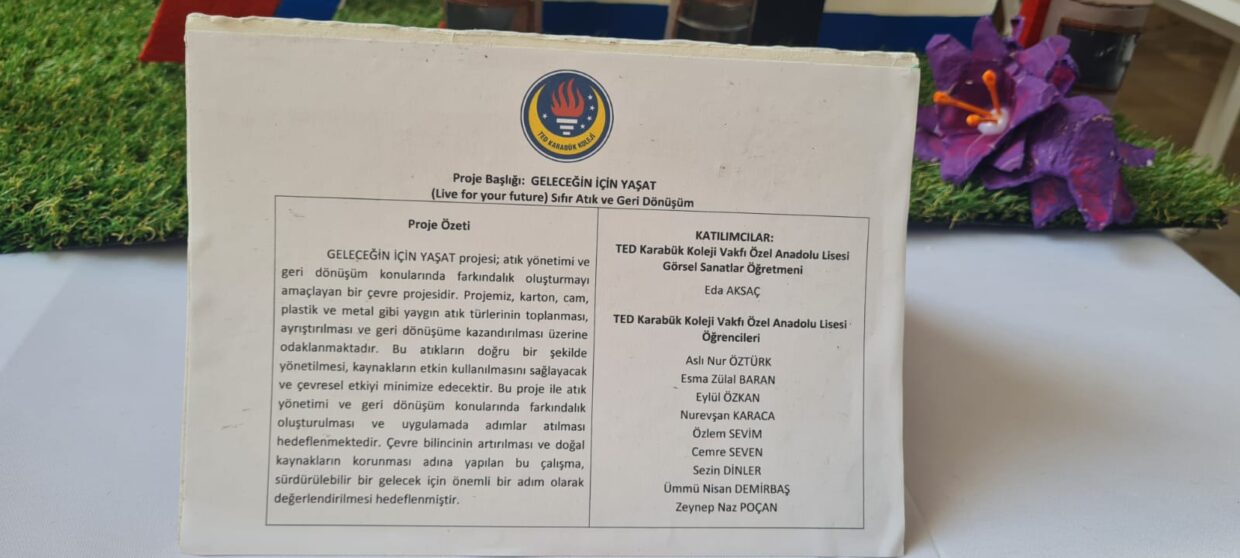 TED KARABÜK KOLEJİ
Proje Başlığı: GELECEĞİN İÇİN YAŞAT
(Live for your future) Sıfır Atık ve Geri Dönüşüm
Proje Özeti
GELECEĞİN İÇİN YAŞAT projesi; atık yönetimi ve
geri dönüşüm konularında farkındalık oluşturmayı
amaçlayan bir çevre projesidir. Projemiz, karton, cam,
plastik ve metal gibi yaygın atık türlerinin toplanması,
ayrıştırılması ve geri dönüşüme kazandırılması üzerine
odaklanmaktadır. Bu atıkların doğru bir şekilde
yönetilmesi, kaynakların etkin kullanılmasını sağlayacak
ve çevresel etkiyi minimize edecektir. Bu proje ile atık
yönetimi ve geri dönüşüm konularında farkındalık
oluşturulması ve uygulamada adımlar atılması
hedeflenmektedir. Çevre bilincinin artırılması ve doğal
kaynakların korunması adına yapılan bu çalışma,
sürdürülebilir bir gelecek için önemli bir adım olarak
değerlendirilmesi hedeflenmiştir.
KATILIMCILAR:
TED Karabük Koleji Vakfı Özel Anadolu Lisesi
Görsel Sanatlar Öğretmeni
Eda AKSAÇ
TED Karabük Koleji Vakfı Özel Anadolu Lisesi
Öğrencileri
Aslı Nur ÖZTÜRK
Esma Zülal BARAN
Eylül ÖZKAN
Nurevşan KARACA
Özlem SEVİM
Cemre SEVEN
Sezin DİNLER
Ümmü Nisan DEMİRBAŞ
Zeynep Naz POÇAN